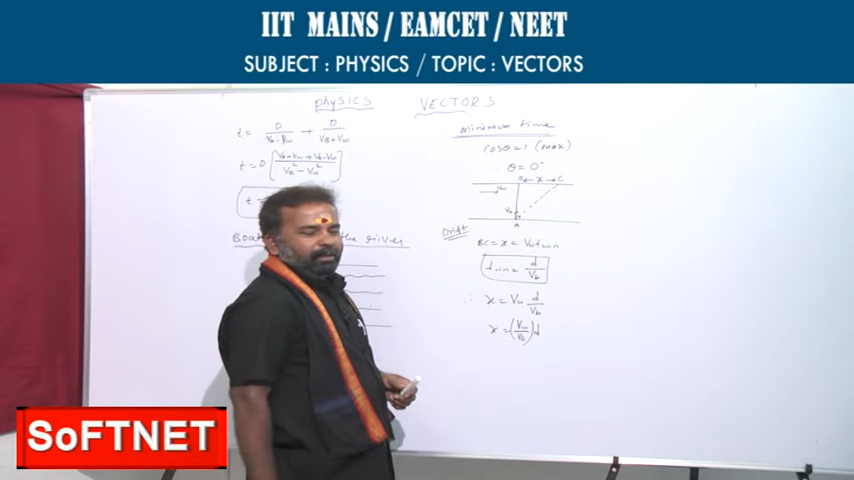 IIT MAINS / EAMCET / NEET
SUBJECT : PHYSICS / TOPIC : VECTORS
physics
VECTORS
t = D/(VB - VW) + D/(VB + VW)
t = D [(VB + VW + VB - VW)/(VB² - VW²)]
t =
Boat the river
minimum time
cosθ = 1 (max)
∴ θ = 0°
B x C
Vw
Vb
A
Drift
BC = x = Vw tmin
tmin = d/Vb
∴ x = Vw d/Vb
x = (Vw/Vb) d
SoFTNET